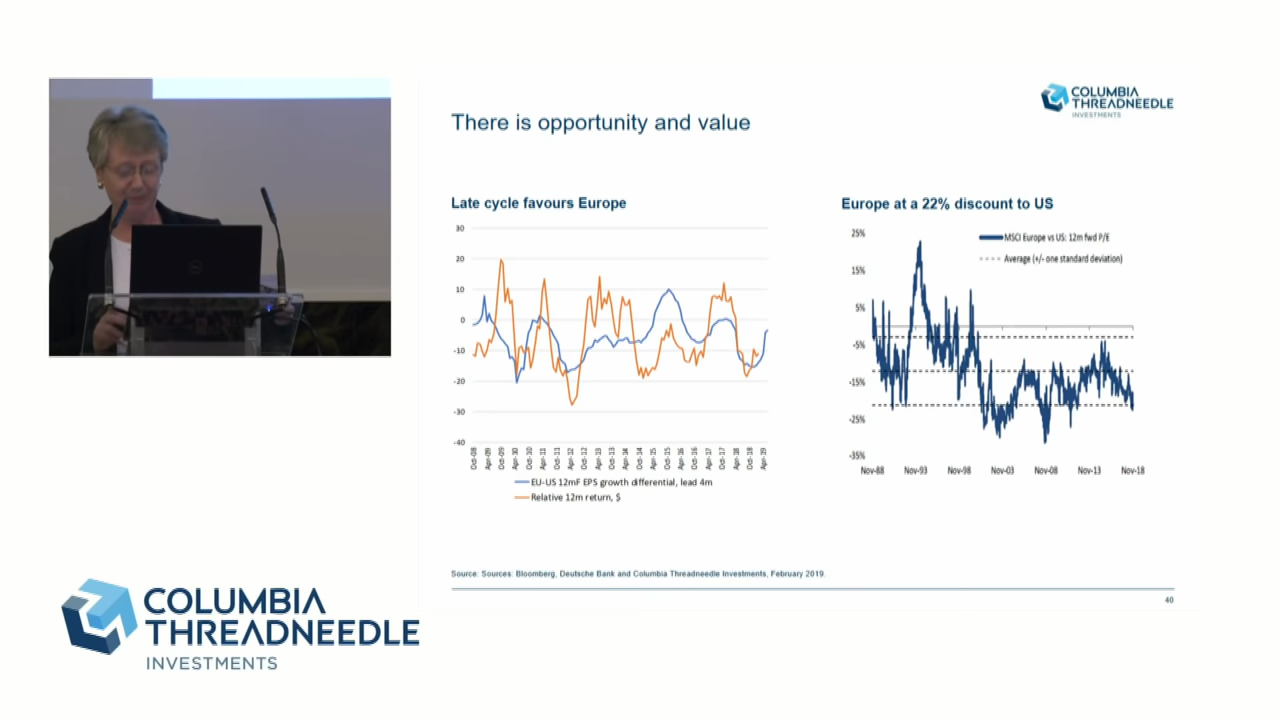 COLUMBIA
THREADNEEDLE
INVESTMENTS
There is opportunity and value
Late cycle favours Europe
30
20
10
0
-10
-20
-30
-40
Oct-08
Apr-09
Oct-09
Apr-10
Oct-10
Apr-11
Oct-11
Apr-12
Oct-12
Apr-13
Oct-13
Apr-14
Oct-14
Apr-15
Oct-15
Apr-16
Oct-16
Apr-17
Oct-17
Apr-18
Oct-18
Apr-19
EU-US 12mF EPS growth differential, lead 4m
Relative 12m return, $
Europe at a 22% discount to US
25%
15%
5%
-5%
-15%
-25%
-35%
MSCI Europe vs US: 12m fwd P/E
Average (+/- one standard deviation)
Nov-88
Nov-93
Nov-98
Nov-03
Nov-08
Nov-13
Nov-18
Source: Sources: Bloomberg, Deutsche Bank and Columbia Threadneedle Investments, February 2019.
40
COLUMBIA
THREADNEEDLE
INVESTMENTS